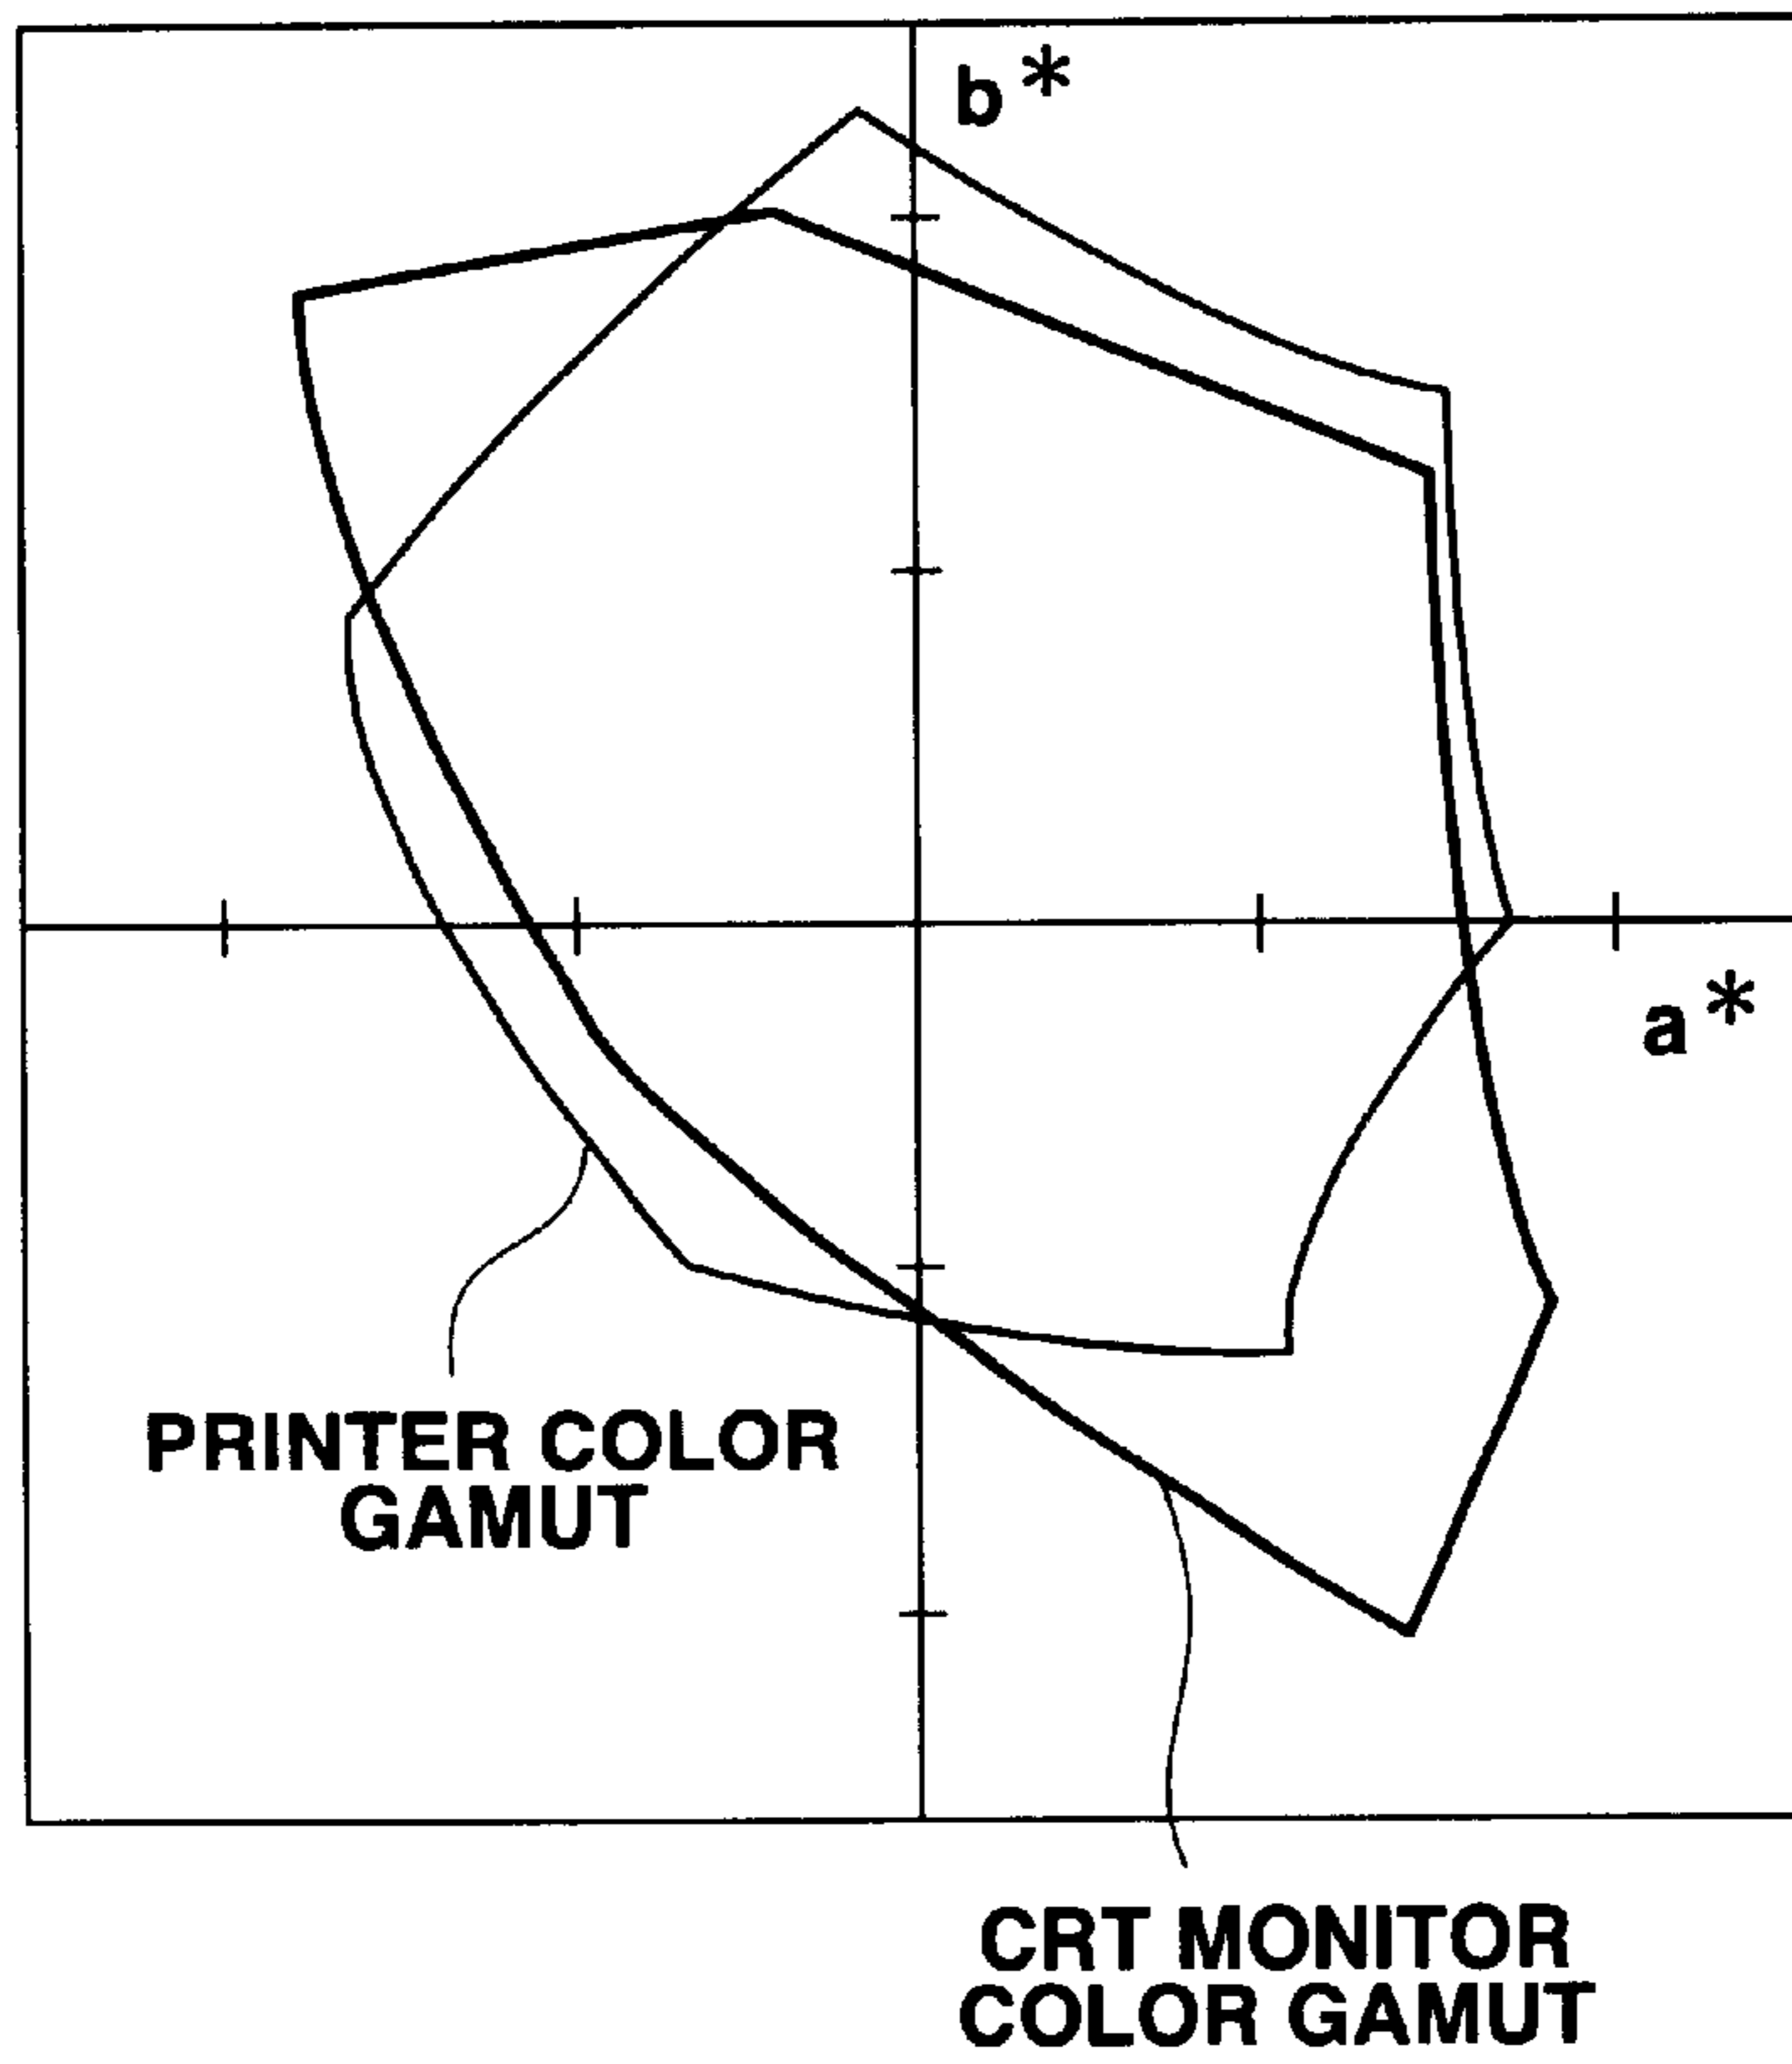 b*
a*
PRINTER COLOR
GAMUT
CRT MONITOR
COLOR GAMUT